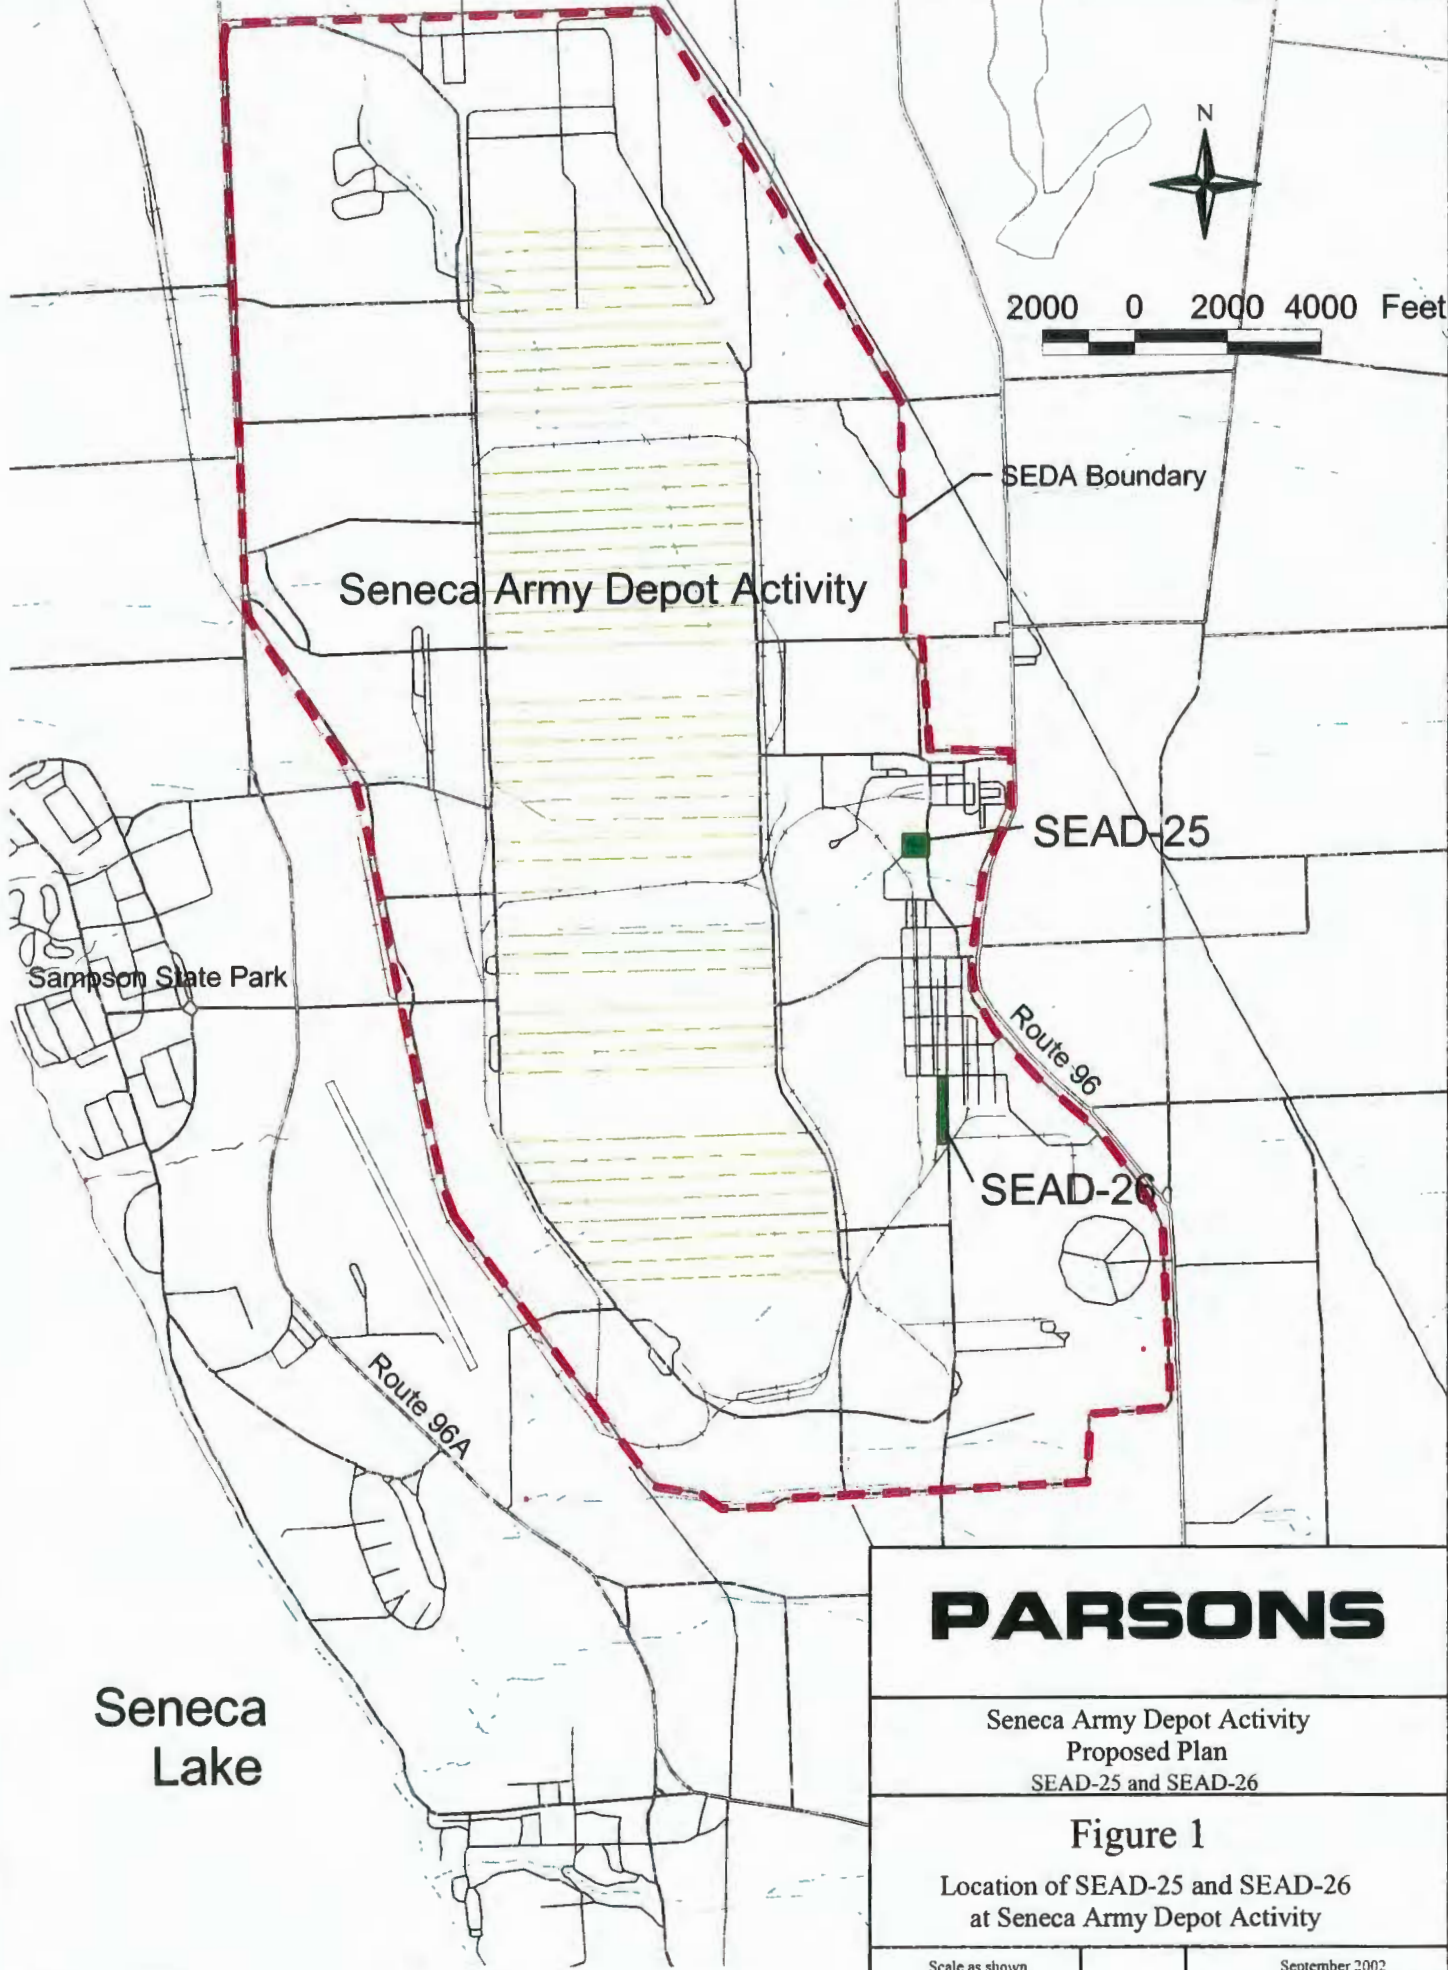 N
2000 0 2000 4000 Feet
SEDA Boundary
Seneca Army Depot Activity
SEAD-25
Sampson State Park
Route 96
SEAD-26
Route 96A
Seneca
Lake
PARSONS
Seneca Army Depot Activity
Proposed Plan
SEAD-25 and SEAD-26
Figure 1
Location of SEAD-25 and SEAD-26
at Seneca Army Depot Activity
Scale as shown
September 2002